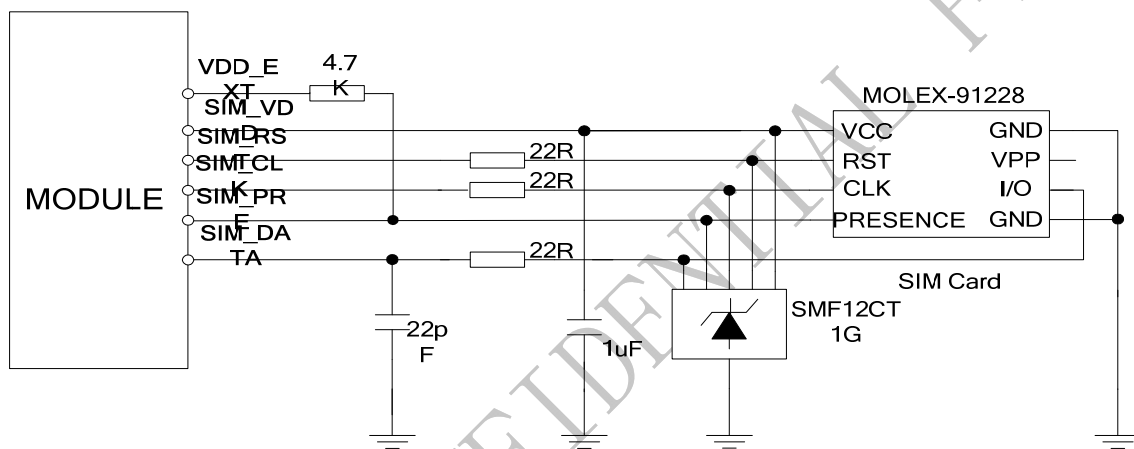 MODULE
VDD_E
XT
SIM_VD
D
SIM_RS
T
SIM_CL
K
SIM_PR
E
SIM_DA
TA
4.7
K
22R
22R
22R
22p
F
1uF
MOLEX-91228
VCC GND
RST VPP
CLK I/O
PRESENCE GND
SIM Card
SMF12CT
1G
FIDENTIAL F